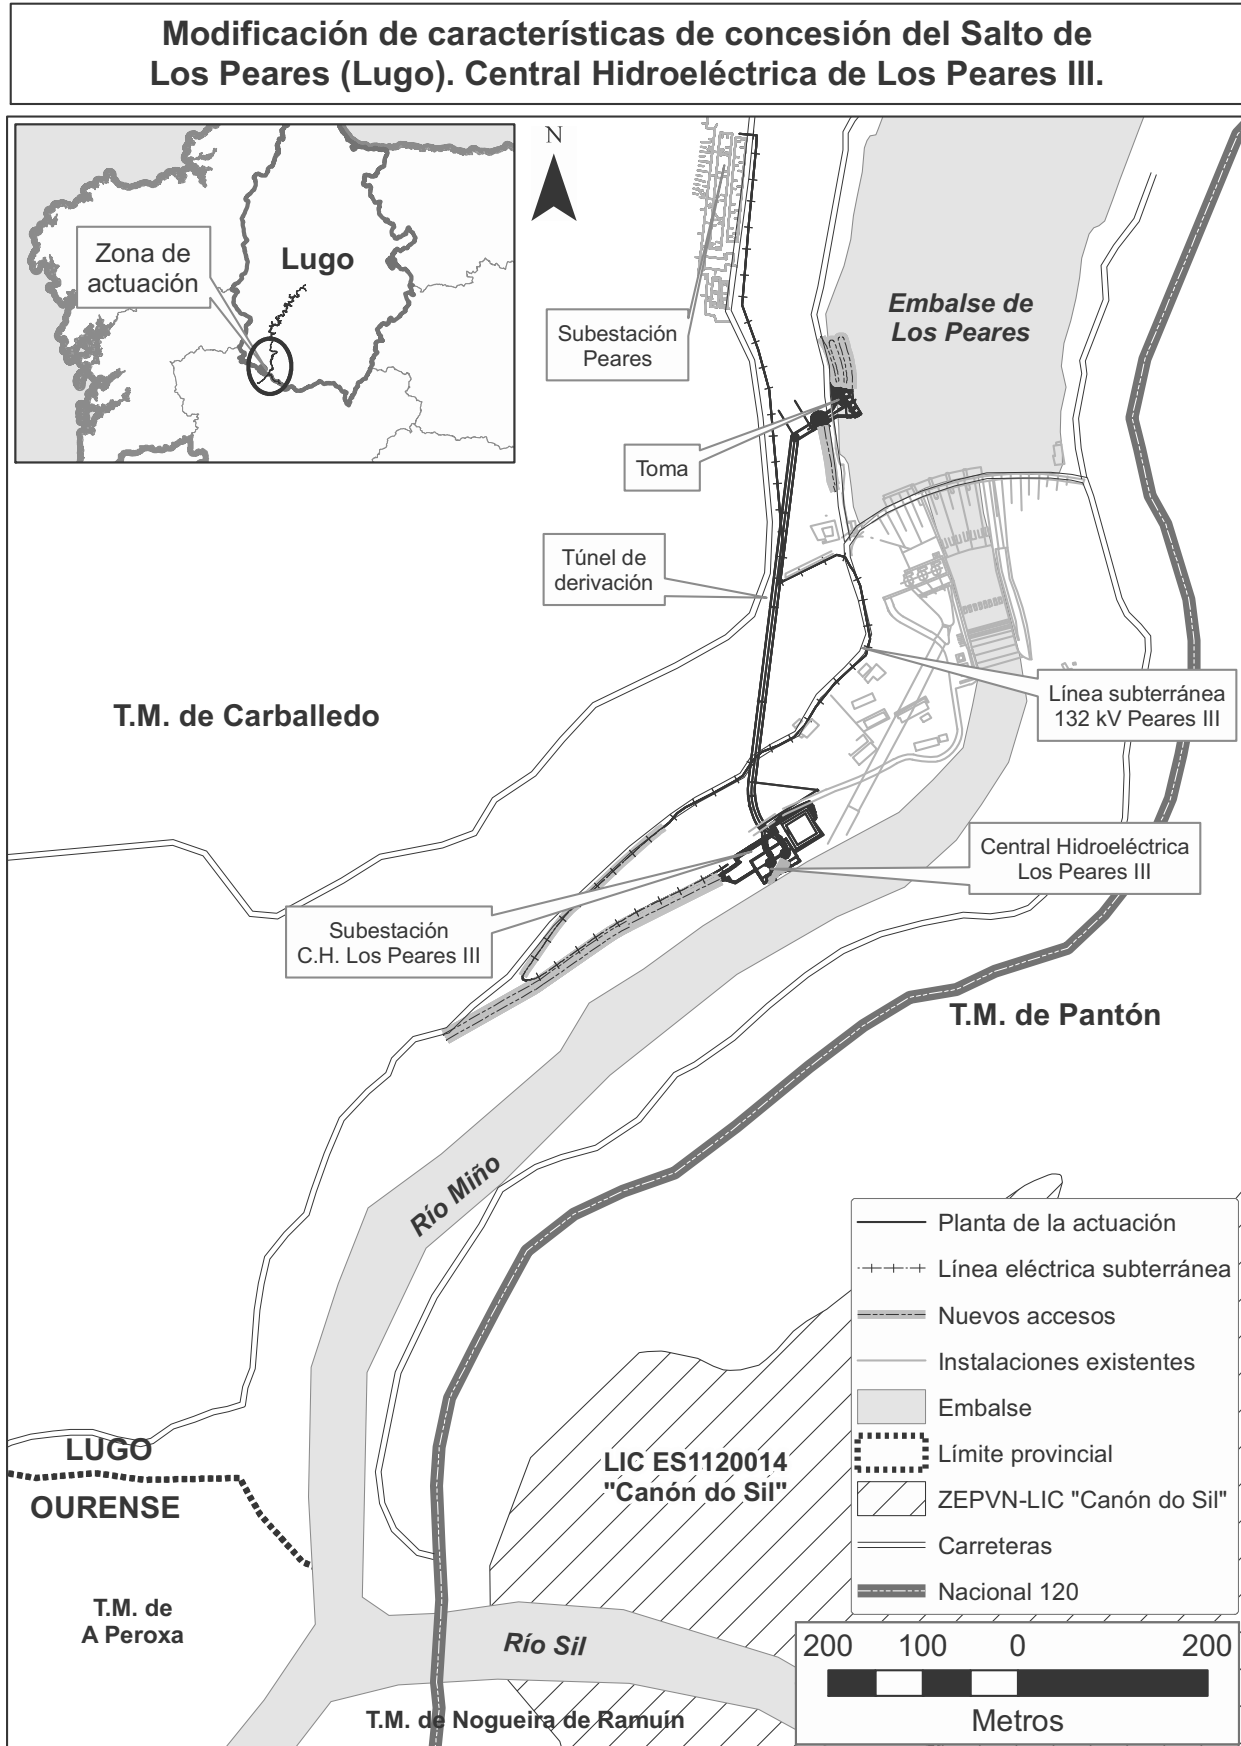 Modificación de características de concesión del Salto de
Los Peares (Lugo). Central Hidroeléctrica de Los Peares III.
N
Zona de
actuación
Lugo
Subestación
Peares
Embalse de
Los Peares
Toma
Túnel de
derivación
Línea subterránea
132 kV Peares III
T.M. de Carballedo
Central Hidroeléctrica
Los Peares III
Subestación
C.H. Los Peares III
T.M. de Pantón
Río Miño
Planta de la actuación
Línea eléctrica subterránea
Nuevos accesos
Instalaciones existentes
Embalse
Límite provincial
ZEPVN-LIC "Canón do Sil"
Carreteras
Nacional 120
LUGO
OURENSE
LIC ES1120014
"Canón do Sil"
T.M. de
A Peroxa
Río Sil
T.M. de Nogueira de Ramuín
200 100 0 200
Metros